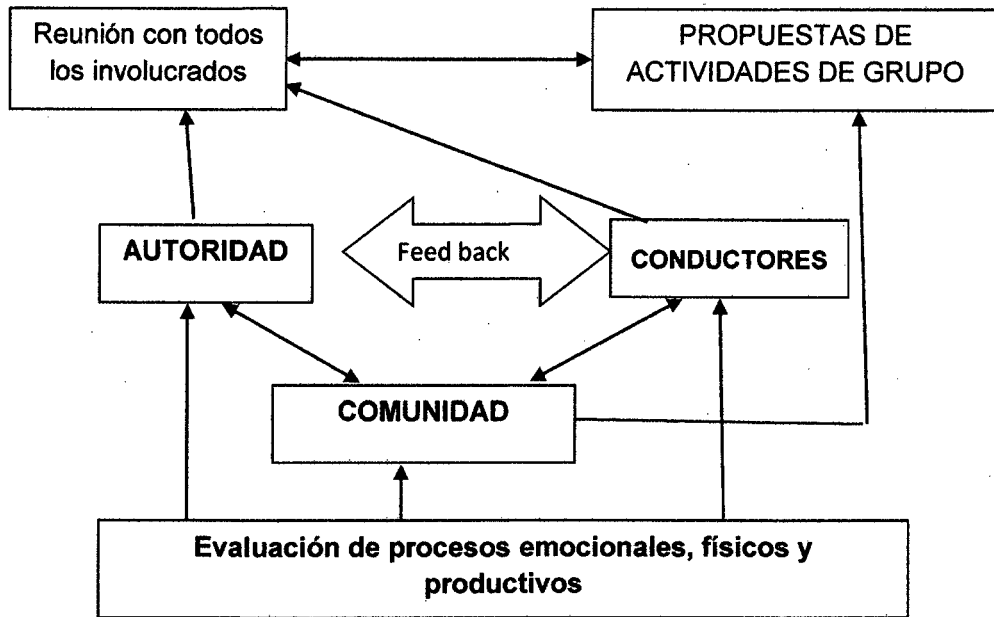 Reunión con todos
los involucrados
PROPUESTAS DE
ACTIVIDADES DE GRUPO
AUTORIDAD
Feed back
CONDUCTORES
COMUNIDAD
Evaluación de procesos emocionales, físicos y
productivos